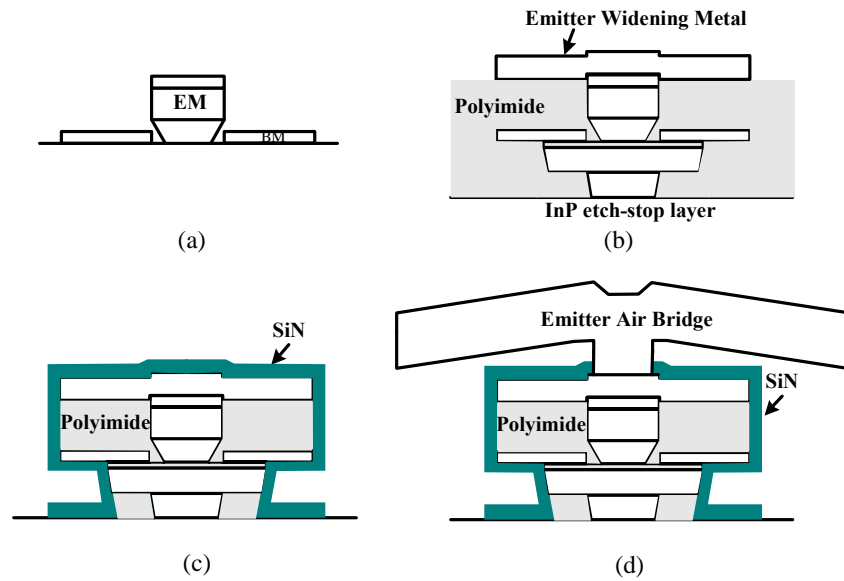 EM
BM
(a)
Emitter Widening Metal
Polyimide
InP etch-stop layer
(b)
SiN
Polyimide
(c)
Emitter Air Bridge
SiN
Polyimide
(d)